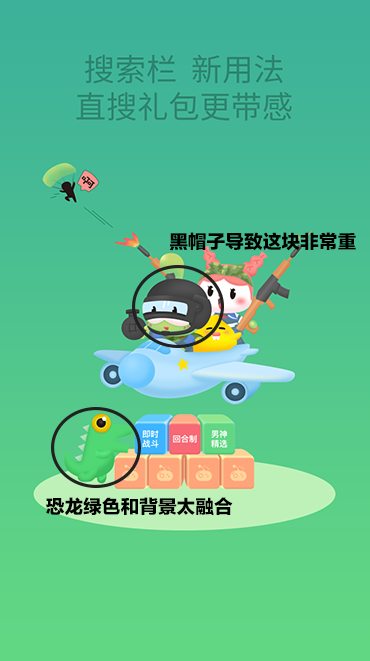 搜索栏 新用法
直搜礼包更带感
呵
黑帽子导致这块非常重
即时
战斗
回合制
男神
精选
恐龙绿色和背景太融合